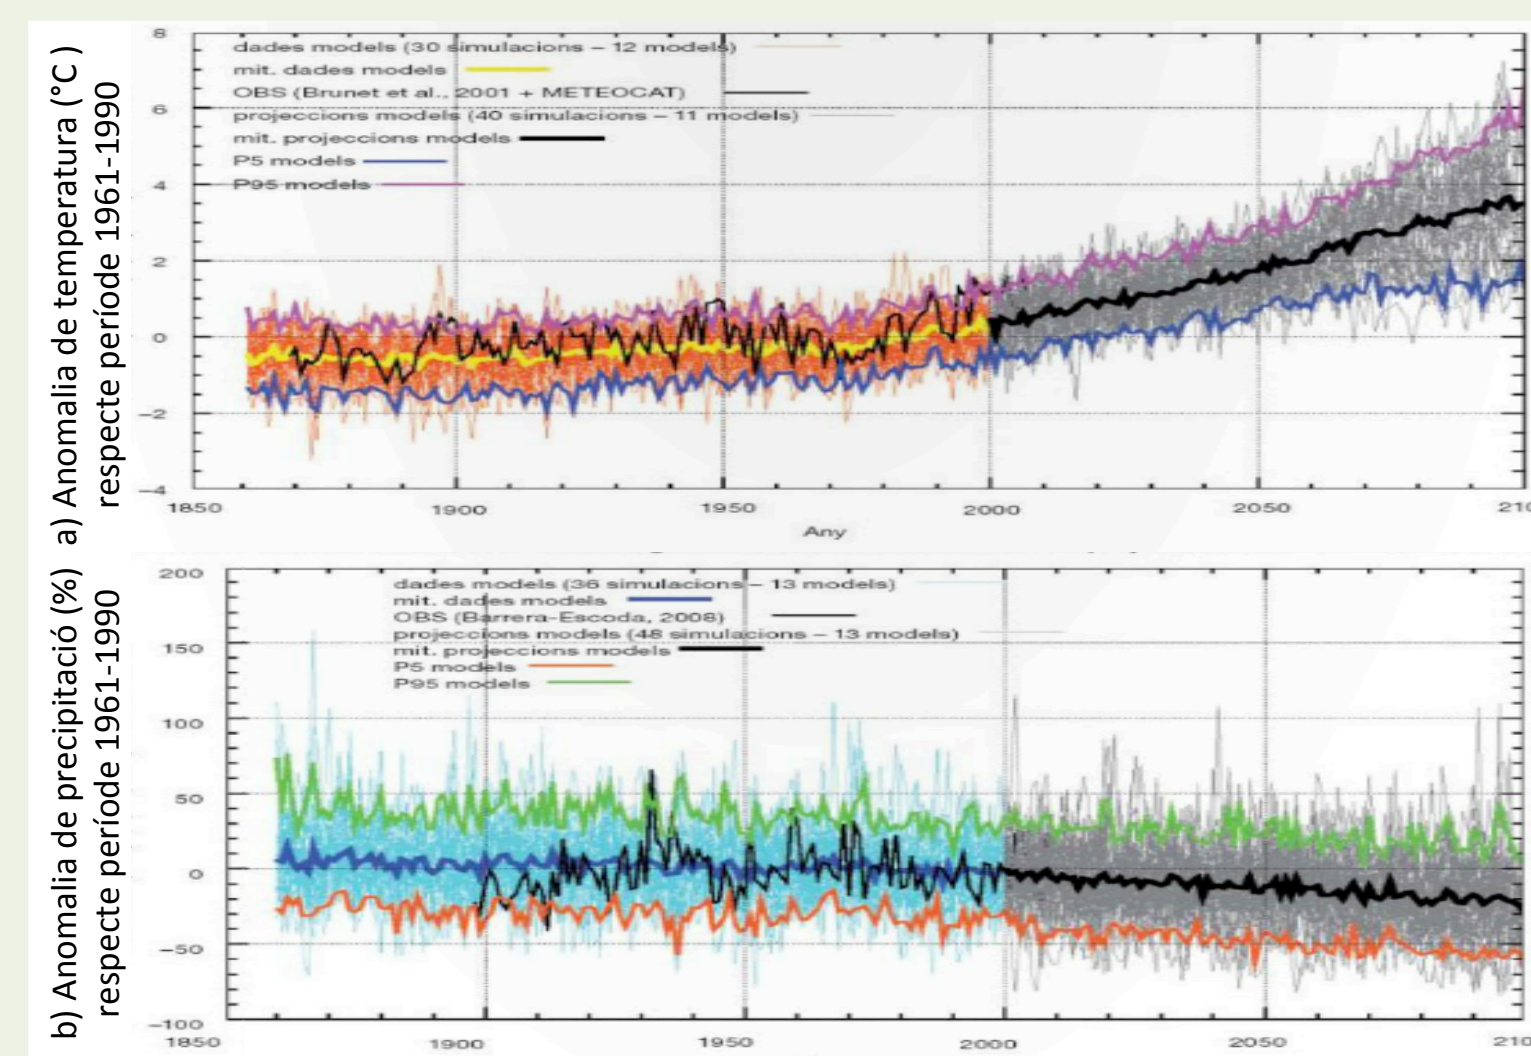 a) Anomalia de temperatura (°C )
respecte període 1961-1990
8
6
4
2
0
−2
−4
dades models (30 simulacions – 12 models)
mit. dades models
OBS (Brunet et al., 2001 + METEOCAT)
projeccions models (40 simulacions – 11 models)
mit. projeccions models
P5 models
P95 models
1850 1900 1950 2000 2050 210
Any
b) Anomalia de precipitació (%)
respecte període 1961-1990
200
150
100
50
0
−50
−100
dades models (36 simulacions – 13 models)
mit. dades models
OBS (Barrera-Escoda, 2008)
projeccions models (48 simulacions – 13 models)
mit. projeccions models
P5 models
P95 models
1850 1900 1950 2000 2050 210